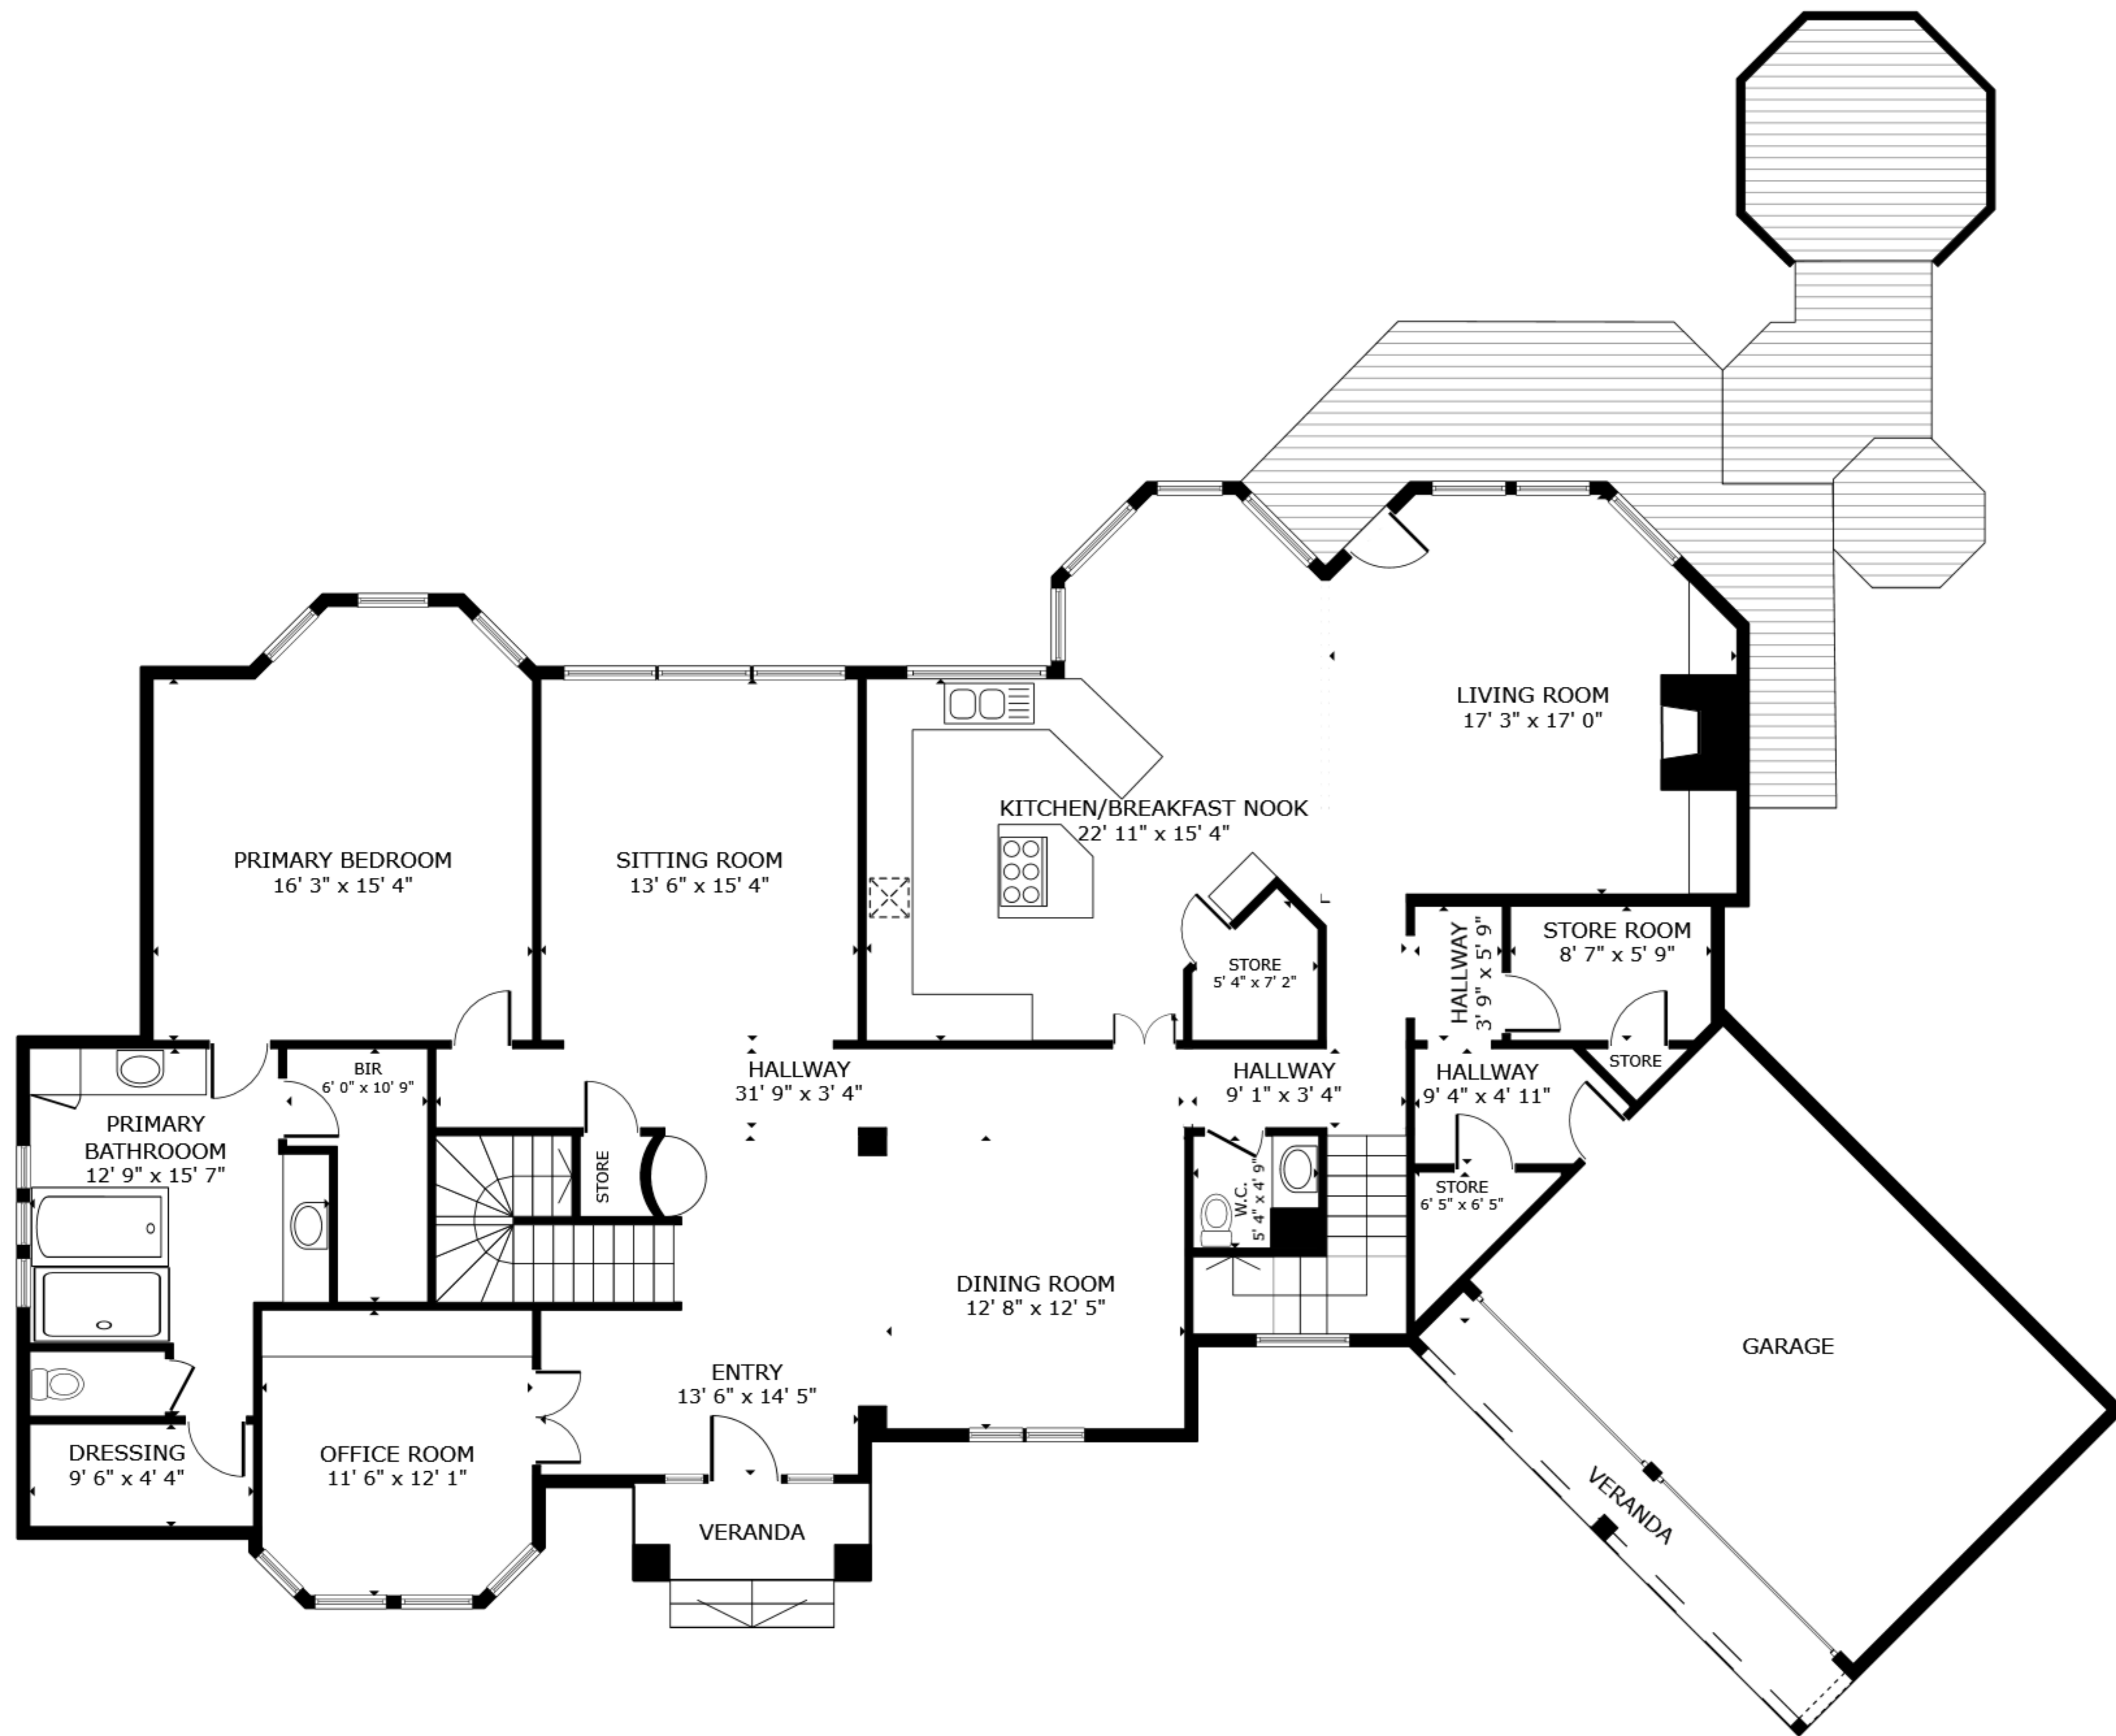 LIVING ROOM
17' 3" x 17' 0"
KITCHEN/BREAKFAST NOOK
22' 11" x 15' 4"
PRIMARY BEDROOM
16' 3" x 15' 4"
SITTING ROOM
13' 6" x 15' 4"
STORE
5' 4" x 7' 2"
HALLWAY
3' 9" x 5' 9"
STORE ROOM
8' 7" x 5' 9"
STORE
BIR
6' 0" x 10' 9"
HALLWAY
31' 9" x 3' 4"
HALLWAY
9' 1" x 3' 4"
HALLWAY
9' 4" x 4' 11"
PRIMARY
BATHROOOM
12' 9" x 15' 7"
STORE
W.C.
5' 4" x 4' 9"
STORE
6' 5" x 6' 5"
DINING ROOM
12' 8" x 12' 5"
GARAGE
ENTRY
13' 6" x 14' 5"
DRESSING
9' 6" x 4' 4"
OFFICE ROOM
11' 6" x 12' 1"
VERANDA
VERANDA